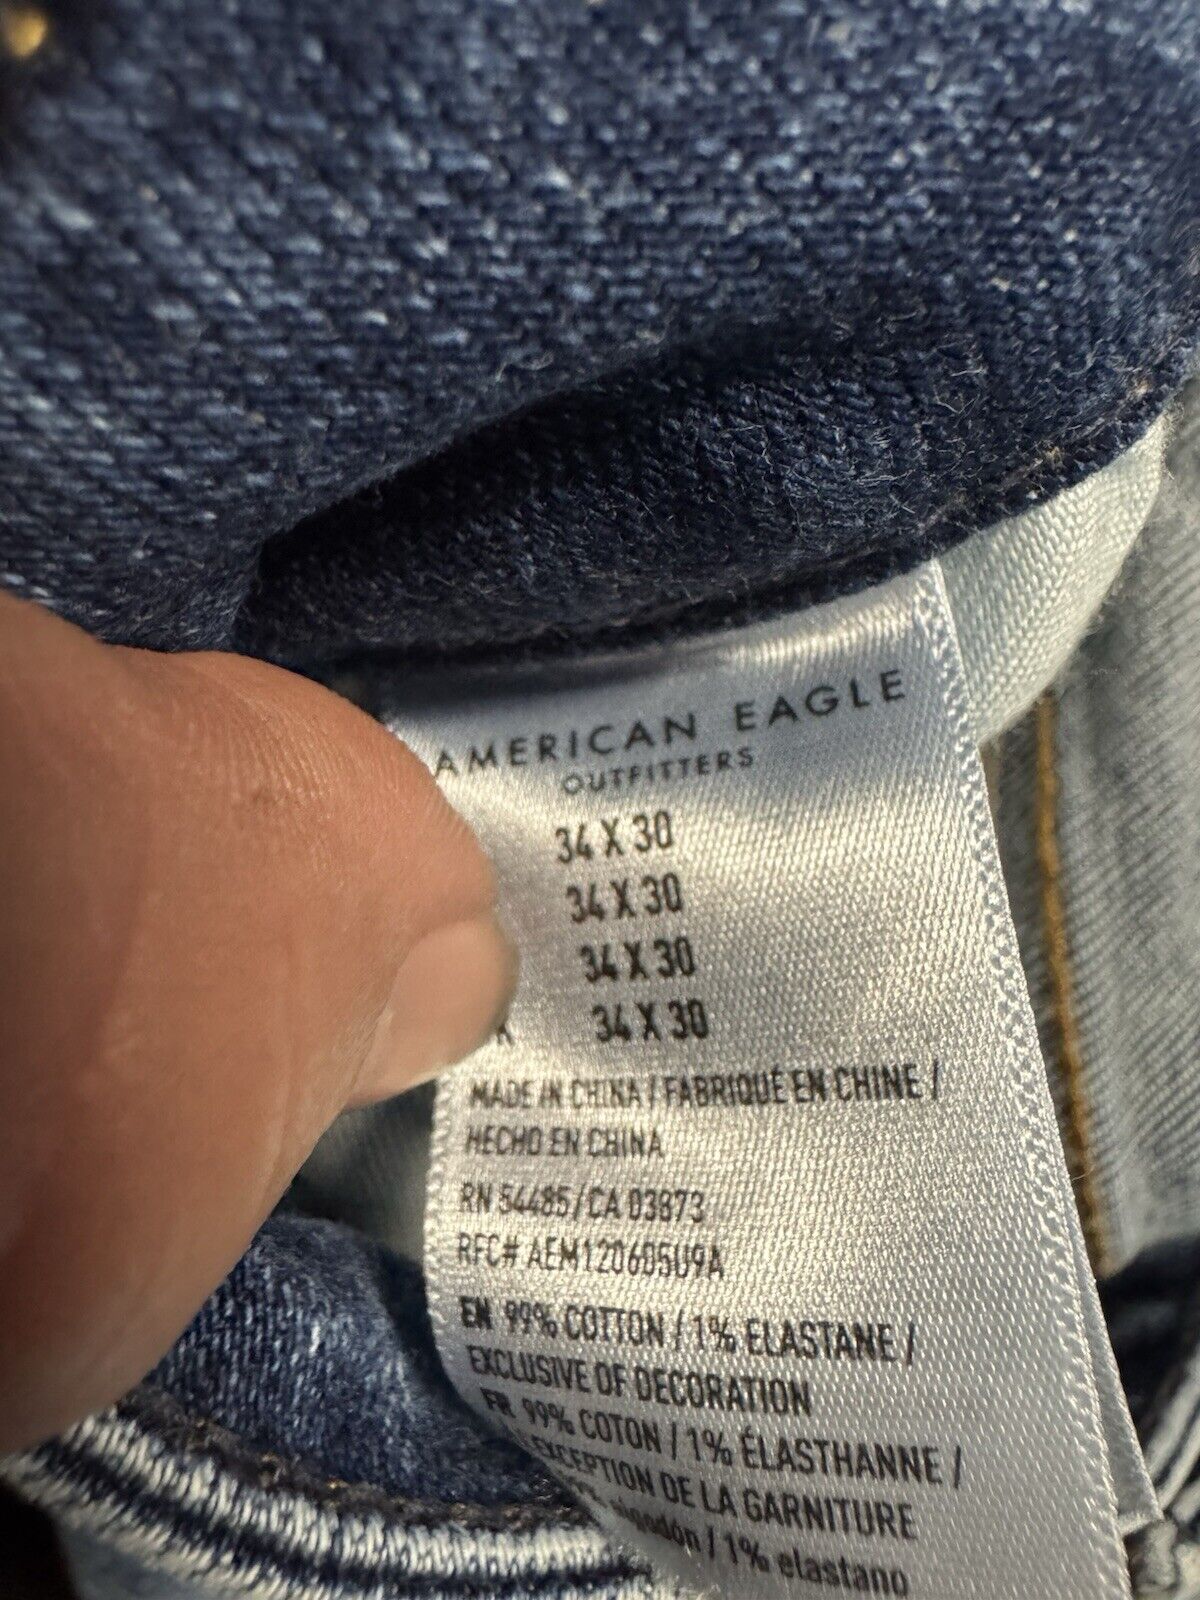 AMERICAN EAGLE
OUTFITTERS
34 X 30
34 X 30
34 X 30
34 X 30
MADE IN CHINA / FABRIQUÉ EN CHINE /
HECHO EN CHINA
RN 54485/CA 03873
RFC# AEM120605U9A
EN 99% COTTON / 1% ELASTANE /
EXCLUSIVE OF DECORATION
FR 99% COTON / 1% ÉLASTHANNE /
EXCEPTION DE LA GARNITURE
algodón / 1% elastano